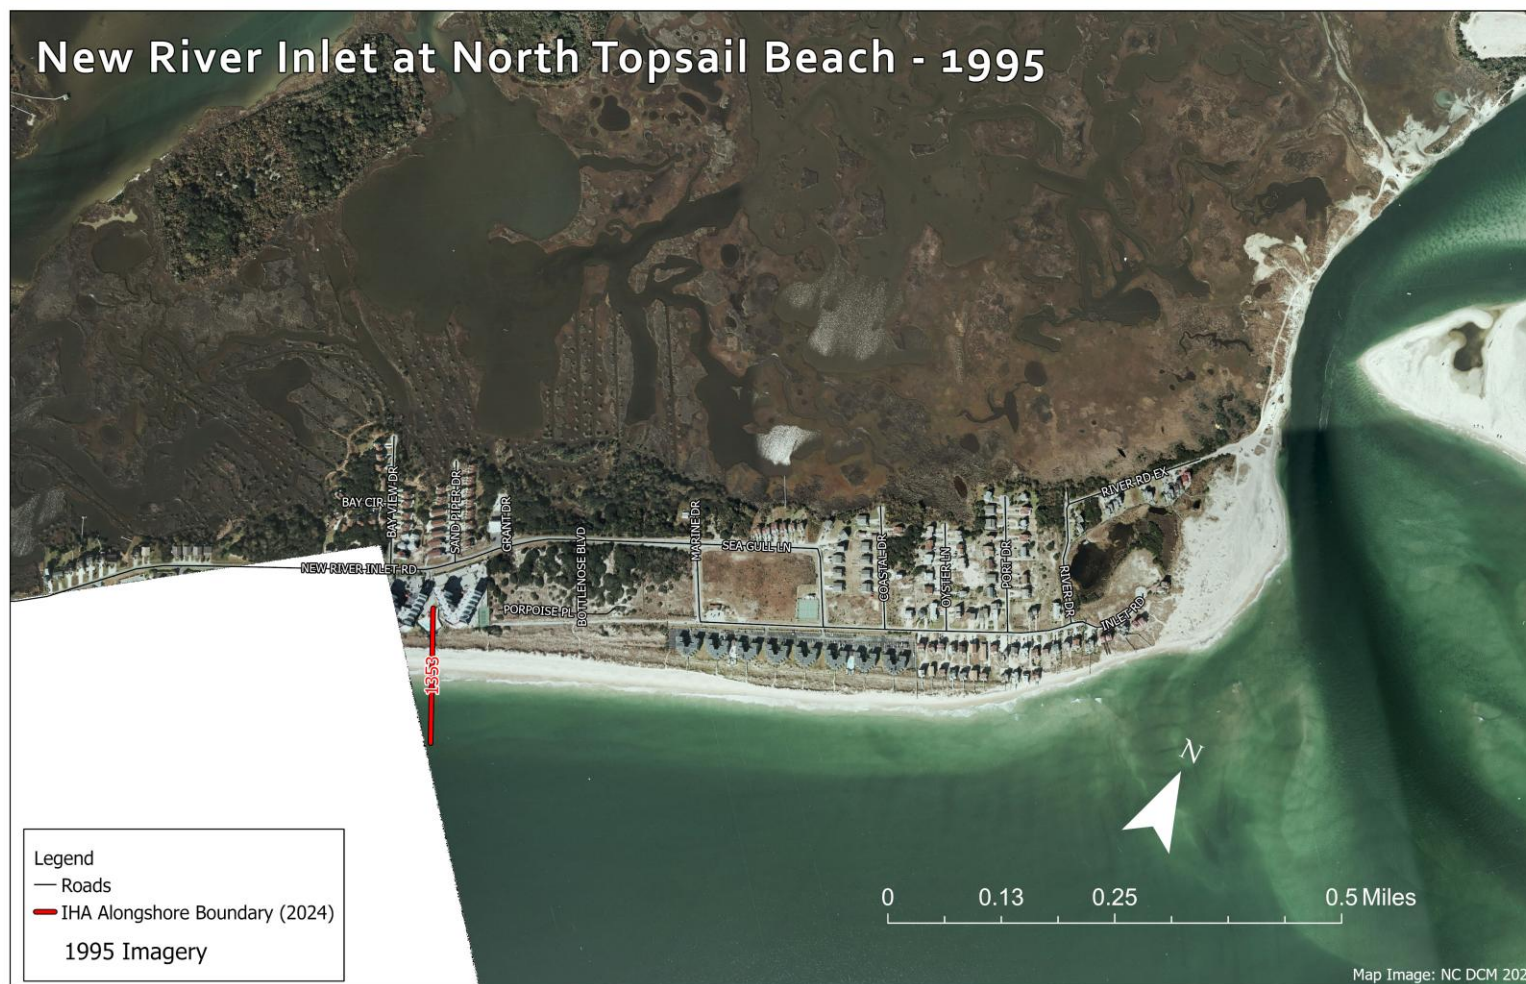 New River Inlet at North Topsail Beach - 1995
BAY CIR
BAY VIEW DR
SAND PIPER DR
GRANT DR
NEW RIVER INLET RD
BOTTLENOSE BLVD
PORPOISE PL
MARINE DR
SEA GULL LN
COASTAL DR
OYSTER LN
PORT DR
RIVER DR
RIVER RD EX
INLET RD
1353
N
0 0.13 0.25 0.5 Miles
Legend
Roads
IHA Alongshore Boundary (2024)
1995 Imagery
Map Image: NC DCM 202